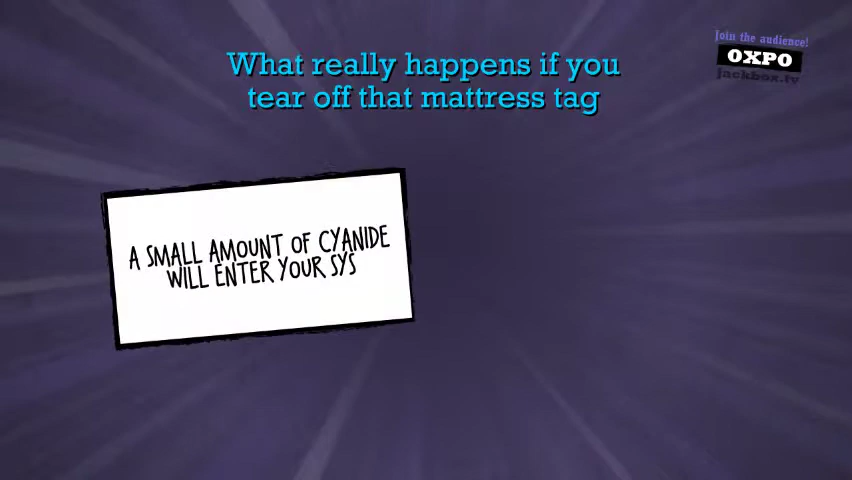 Join the audience!
OXPO
jackbox.tv
What really happens if you
tear off that mattress tag
A SMALL AMOUNT OF CYANIDE
WILL ENTER YOUR SYS